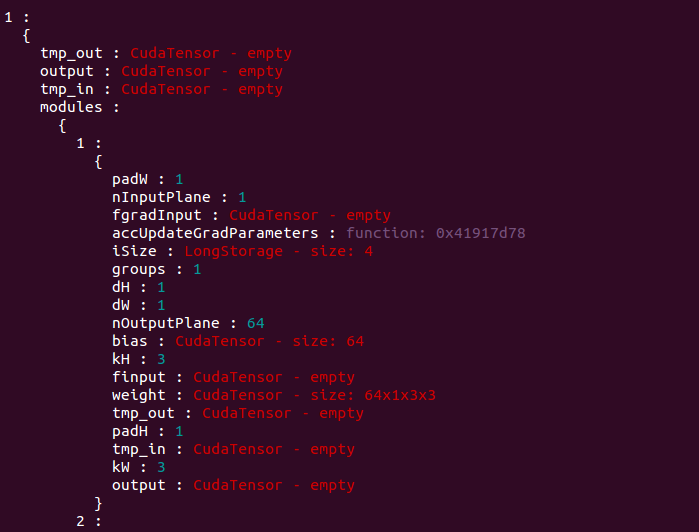 1 :
{
tmp_out : CudaTensor - empty
output : CudaTensor - empty
tmp_in : CudaTensor - empty
modules :
{
1 :
{
padW : 1
nInputPlane : 1
fgradInput : CudaTensor - empty
accUpdateGradParameters : function: 0x41917d78
iSize : LongStorage - size: 4
groups : 1
dH : 1
dW : 1
nOutputPlane : 64
bias : CudaTensor - size: 64
kH : 3
finput : CudaTensor - empty
weight : CudaTensor - size: 64x1x3x3
tmp_out : CudaTensor - empty
padH : 1
tmp_in : CudaTensor - empty
kW : 3
output : CudaTensor - empty
}
2 :